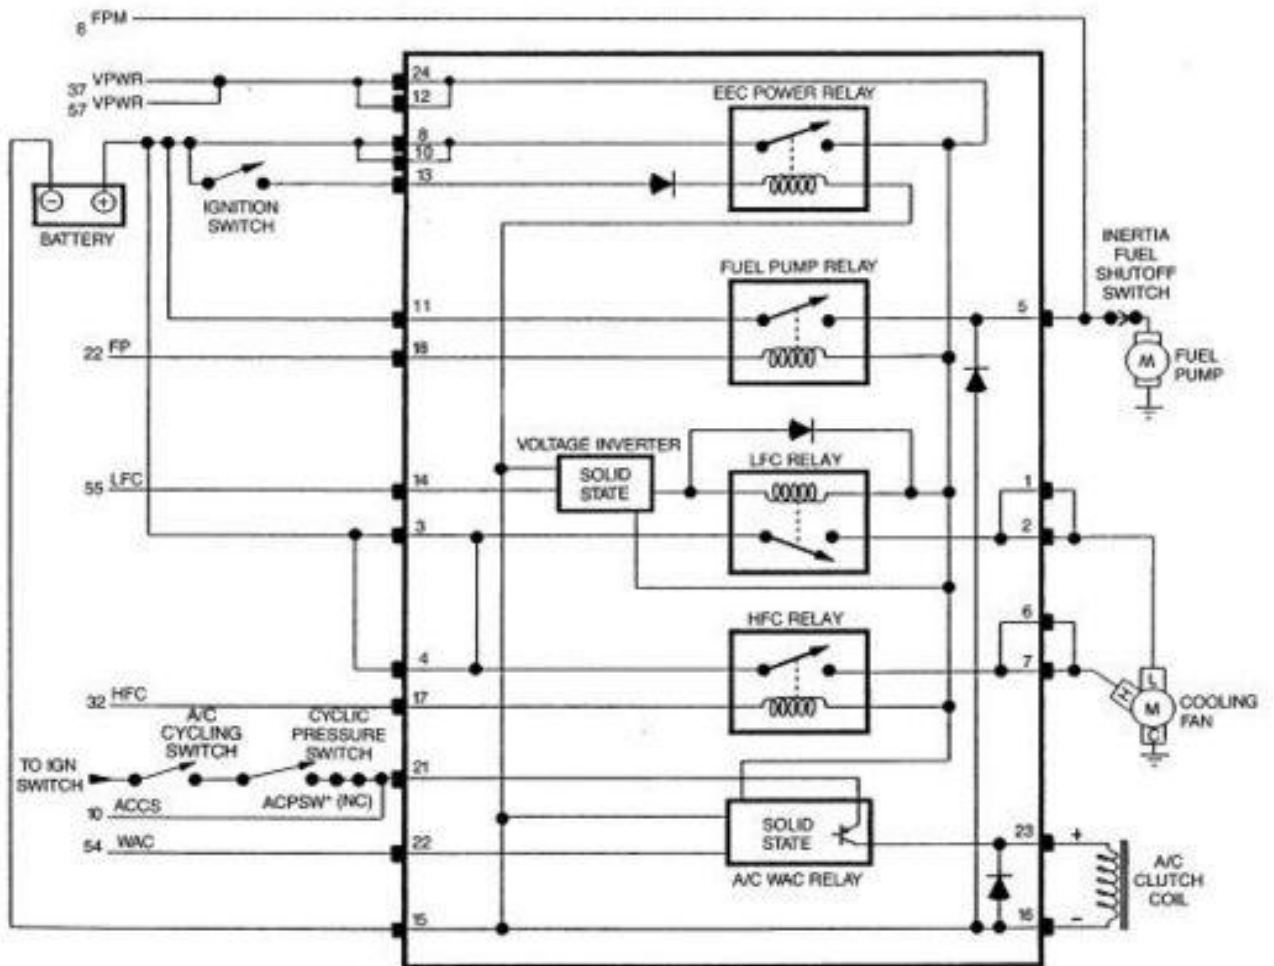 8 FPM
37 VPWR
57 VPWR
24
12
EEC POWER RELAY
8
10
13
IGNITION
SWITCH
BATTERY
INERTIA
FUEL
SHUTOFF
SWITCH
FUEL PUMP RELAY
11
5
22 FP
18
M
FUEL
PUMP
VOLTAGE INVERTER
LFC RELAY
SOLID
STATE
55 LFC
14
1
3
2
HFC RELAY
6
4
7
32 HFC
17
H
L
M
C
COOLING
FAN
A/C
CYCLING
SWITCH
CYCLIC
PRESSURE
SWITCH
TO IGN
SWITCH
21
10 ACCS
ACPSW* (NC)
54 WAC
22
SOLID
STATE
A/C WAC RELAY
23
+
A/C
CLUTCH
COIL
15
16
−